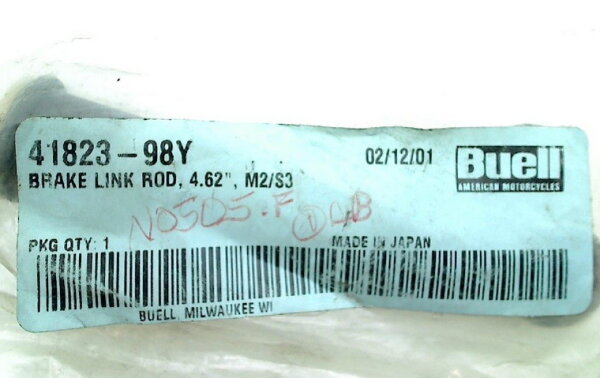 41823-98Y 02/12/01 Buell
AMERICAN MOTORCYCLES
BRAKE LINK ROD, 4.62", M2/S3
PKG QTY: 1 MADE IN JAPAN
BUELL, MILWAUKEE WI